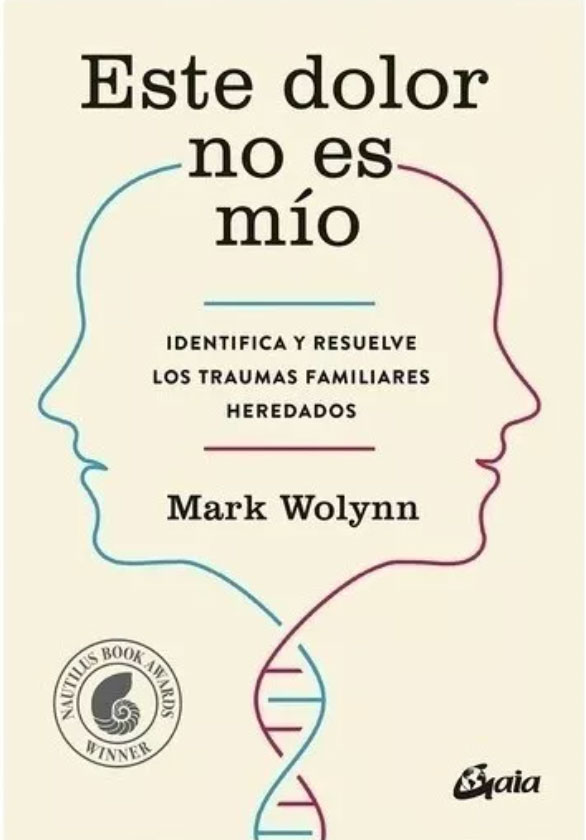 Este dolor
no es
mío
IDENTIFICA Y RESUELVE
LOS TRAUMAS FAMILIARES
HEREDADOS
Mark Wolynn
NAUTILUS BOOK AWARDS
WINNER
Gaia